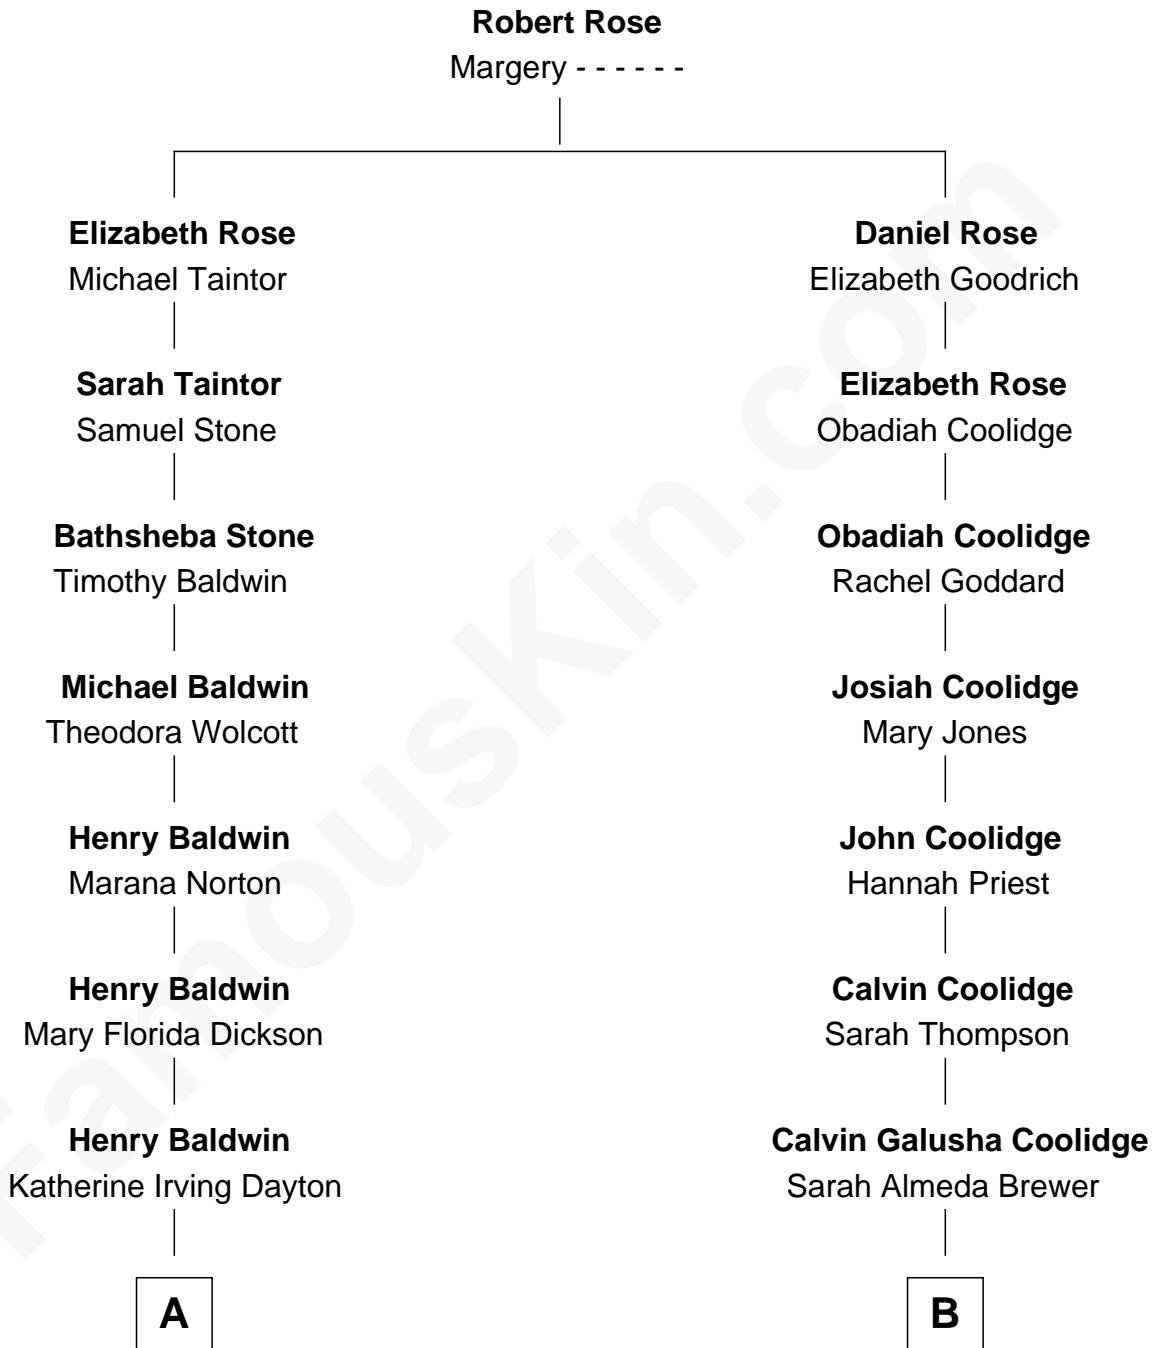 Robert Rose
Margery - - - - - -
Elizabeth Rose
Michael Taintor
Daniel Rose
Elizabeth Goodrich
Sarah Taintor
Samuel Stone
Elizabeth Rose
Obadiah Coolidge
Bathsheba Stone
Timothy Baldwin
Obadiah Coolidge
Rachel Goddard
Michael Baldwin
Theodora Wolcott
Josiah Coolidge
Mary Jones
Henry Baldwin
Marana Norton
John Coolidge
Hannah Priest
Henry Baldwin
Mary Florida Dickson
Calvin Coolidge
Sarah Thompson
Henry Baldwin
Katherine Irving Dayton
Calvin Galusha Coolidge
Sarah Almeda Brewer
A
B
FamousKin.com